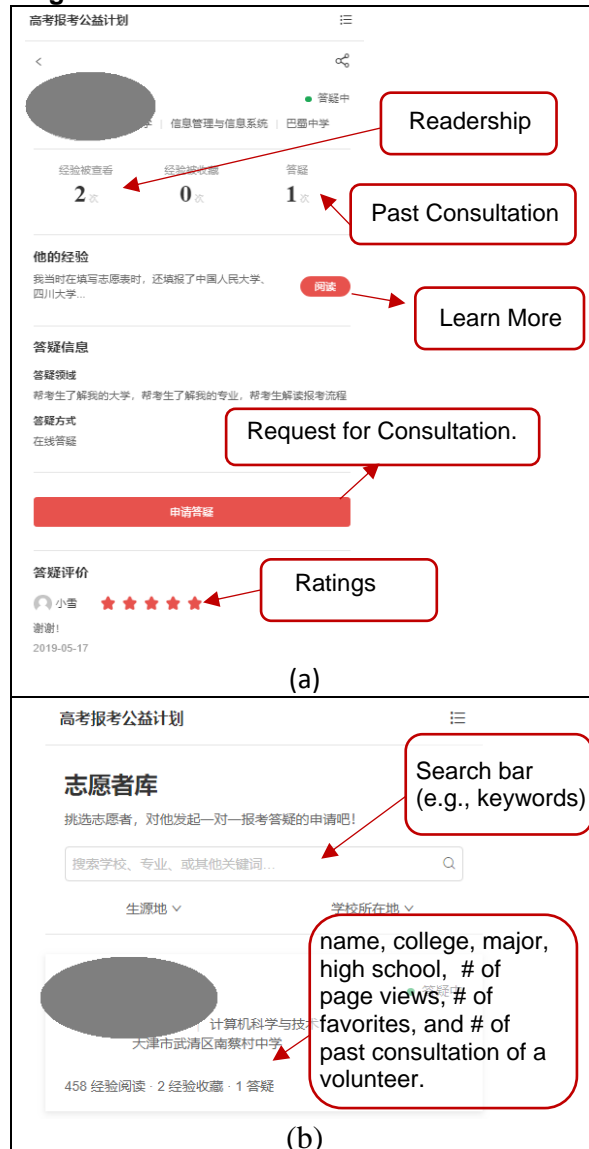 高考报考公益计划
答疑中
信息管理与信息系统 | 巴蜀中学
Readership
经验被查看 经验被收藏 答疑
2次 0次 1次
Past Consultation
他的经验
我当时在填写志愿表时，还填报了中国人民大学、
四川大学...
阅读
Learn More
答疑信息
答疑领域
帮考生了解我的大学，帮考生了解我的专业，帮考生解读报考流程
答疑方式
在线答疑
Request for Consultation.
申请答疑
答疑评价
小雪
Ratings
谢谢!
2019-05-17
(a)
高考报考公益计划
志愿者库
Search bar
(e.g., keywords)
挑选志愿者，对他发起一对一报考答疑的申请吧!
搜索学校、专业、或其他关键词...
生源地 学校所在地
name, college, major,
high school, # of
page views, # of
favorites, and # of
past consultation of a
volunteer.
计算机科学与技术
天津市武清区南蔡村中学
458 经验阅读 · 2 经验收藏 · 1 答疑
(b)